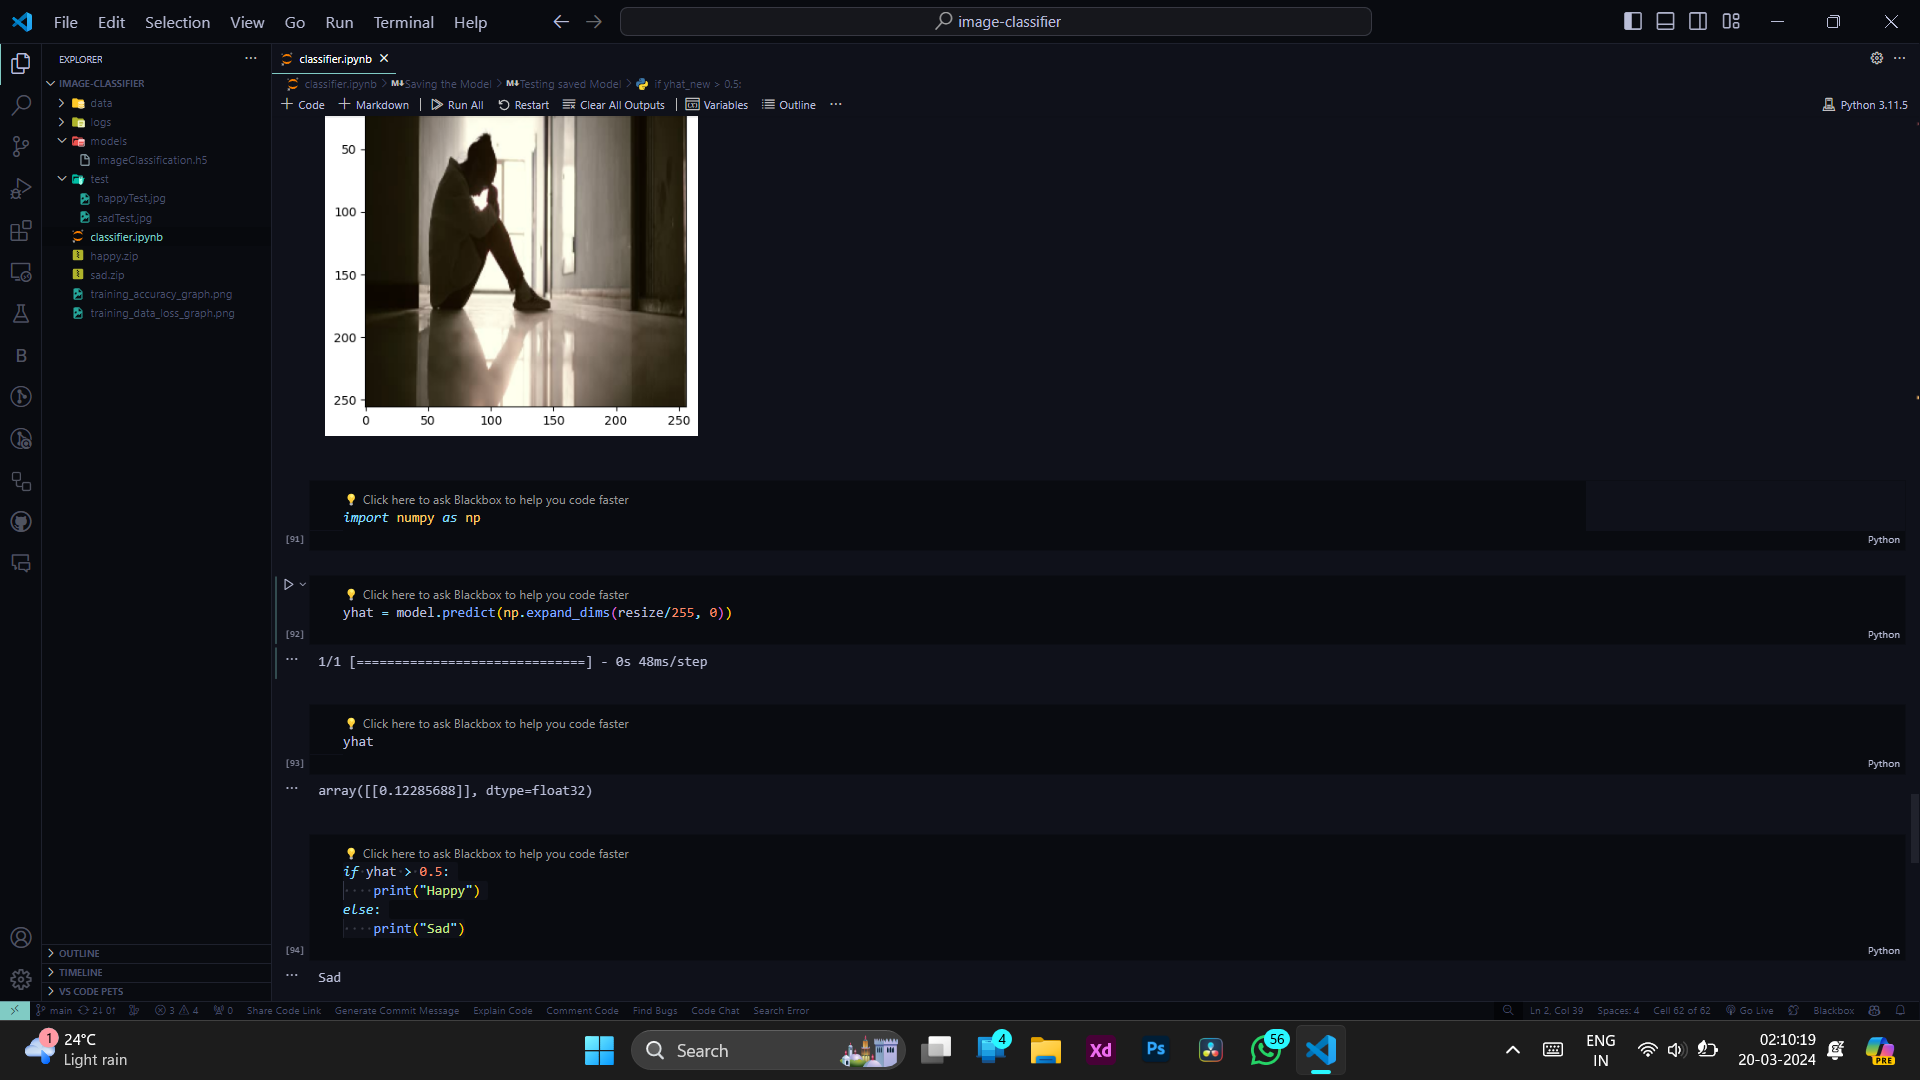 File Edit Selection View Go Run Terminal Help
image-classifier
EXPLORER
IMAGE-CLASSIFIER
data
logs
models
imageClassification.h5
test
happyTest.jpg
sadTest.jpg
classifier.ipynb
happy.zip
sad.zip
training_accuracy_graph.png
training_data_loss_graph.png
OUTLINE
TIMELINE
VS CODE PETS
classifier.ipynb
classifier.ipynb > M↓Saving the Model > M↓Testing saved Model > If yhat_new > 0.5:
+ Code + Markdown | Run All Restart Clear All Outputs | Variables Outline ...
Python 3.11.5
50
100
150
200
250
0 50 100 150 200 250
Click here to ask Blackbox to help you code faster
import numpy as np
[91]
Python
Click here to ask Blackbox to help you code faster
yhat = model.predict(np.expand_dims(resize/255, 0))
[92]
Python
1/1 [==============================] - 0s 48ms/step
Click here to ask Blackbox to help you code faster
yhat
[93]
Python
array([[0.12285688]], dtype=float32)
Click here to ask Blackbox to help you code faster
if yhat > 0.5:
print("Happy")
else:
print("Sad")
[94]
Python
Sad
main 2↓ 0↑ 3 4 0 Share Code Link Generate Commit Message Explain Code Comment Code Find Bugs Code Chat Search Error
Ln 2, Col 39 Spaces: 4 Cell 62 of 62 Go Live Blackbox
1
24°C
Light rain
Search
4
Xd
Ps
56
ENG
IN
02:10:19
20-03-2024
PRE